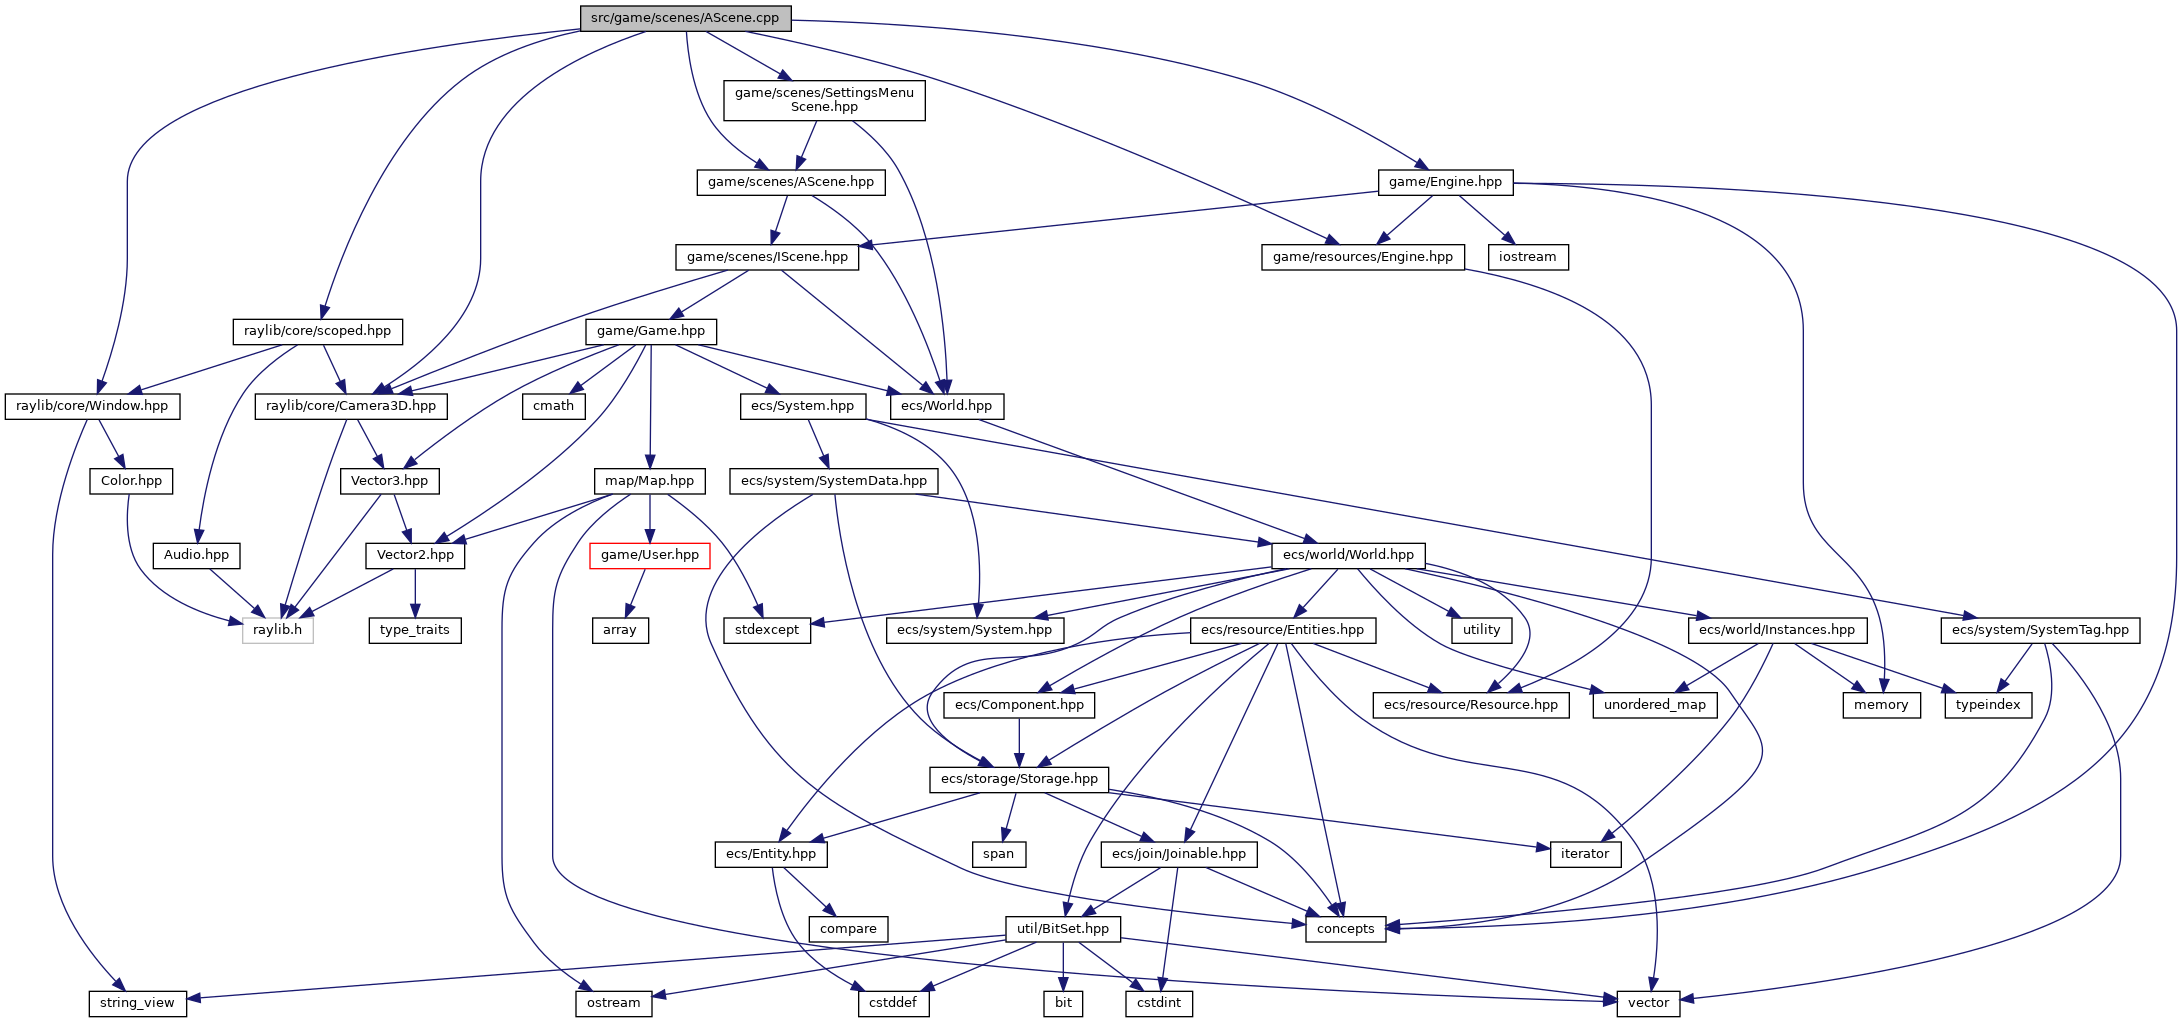 src/game/scenes/AScene.cpp
game/scenes/SettingsMenu
Scene.hpp
game/scenes/AScene.hpp
game/Engine.hpp
game/scenes/IScene.hpp
game/resources/Engine.hpp
iostream
raylib/core/scoped.hpp
game/Game.hpp
raylib/core/Window.hpp
raylib/core/Camera3D.hpp
cmath
ecs/System.hpp
ecs/World.hpp
Color.hpp
Vector3.hpp
map/Map.hpp
ecs/system/SystemData.hpp
Audio.hpp
Vector2.hpp
game/User.hpp
ecs/world/World.hpp
raylib.h
type_traits
array
stdexcept
ecs/system/System.hpp
ecs/resource/Entities.hpp
utility
ecs/world/Instances.hpp
ecs/system/SystemTag.hpp
ecs/Component.hpp
ecs/resource/Resource.hpp
unordered_map
memory
typeindex
ecs/storage/Storage.hpp
ecs/Entity.hpp
span
ecs/join/Joinable.hpp
iterator
compare
util/BitSet.hpp
concepts
string_view
ostream
cstddef
bit
cstdint
vector